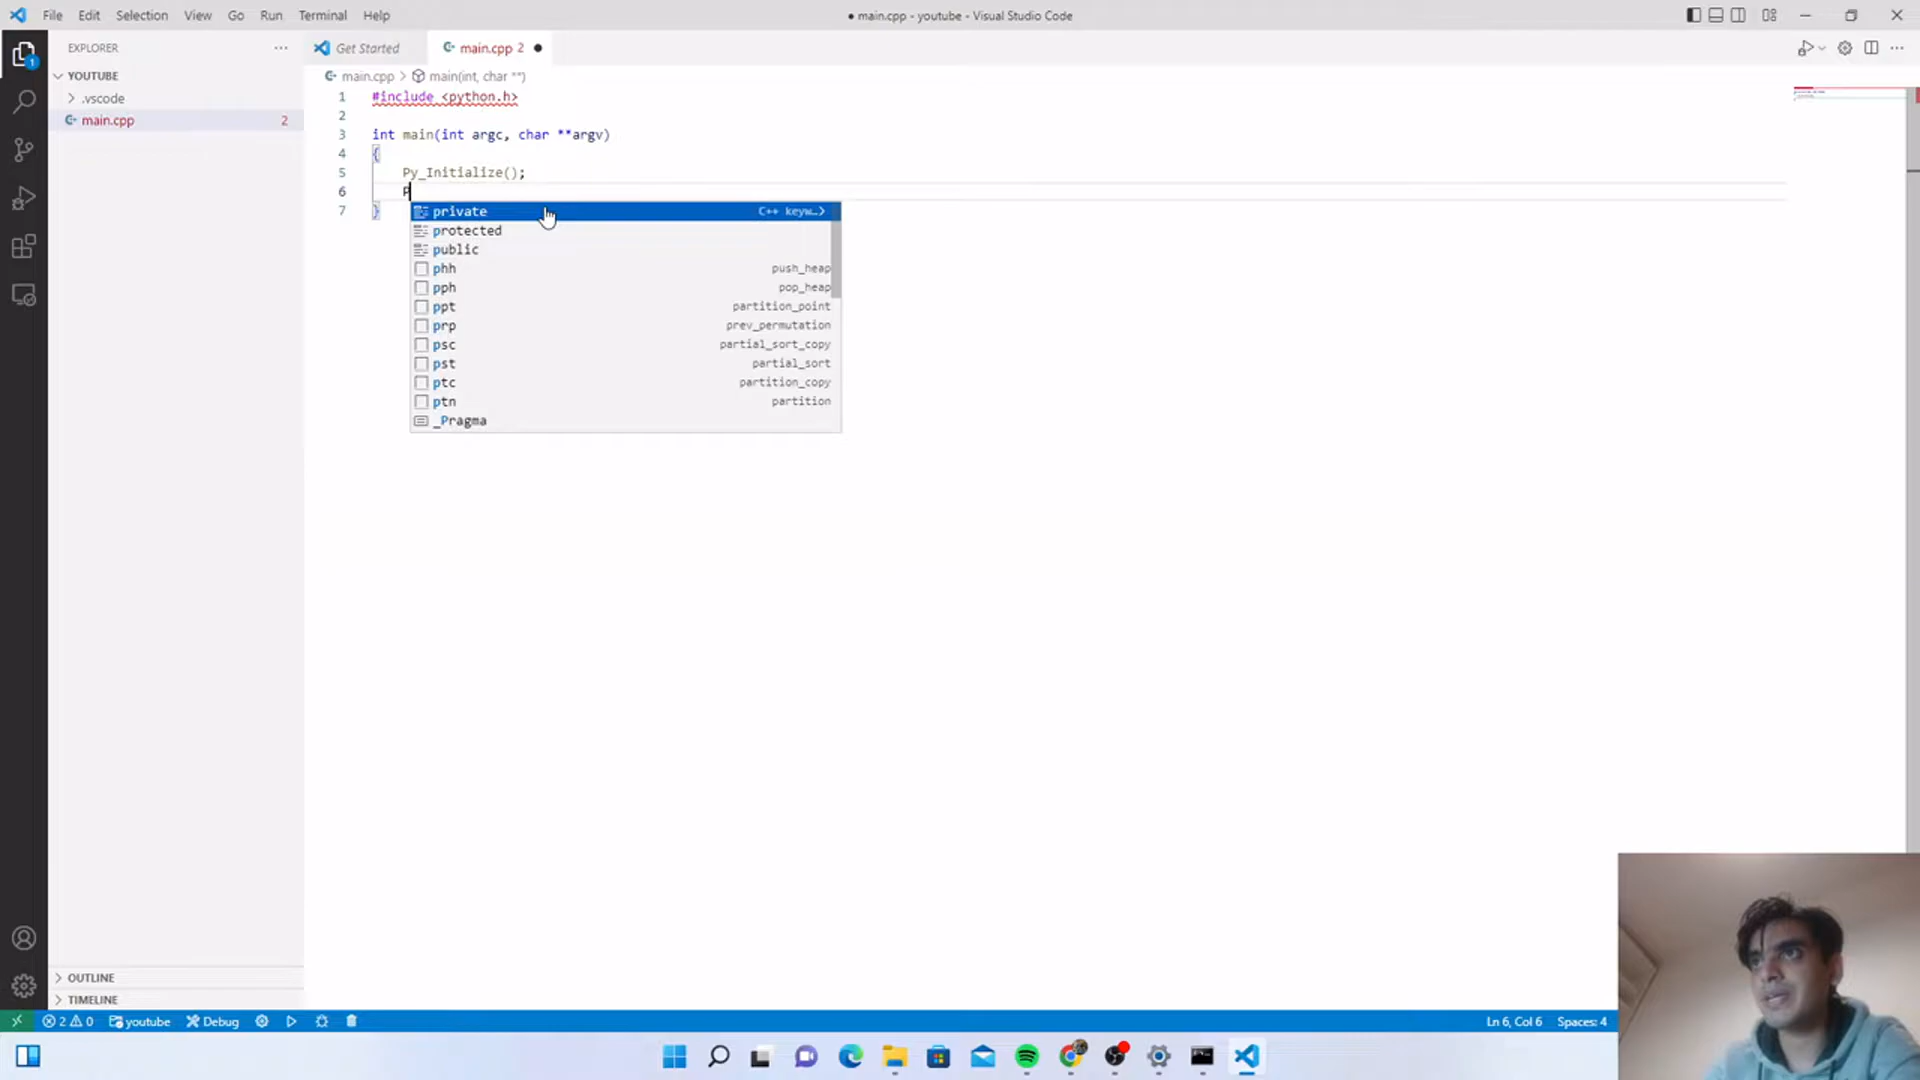 File Edit Selection View Go Run Terminal Help
● main.cpp - youtube - Visual Studio Code
EXPLORER
Get Started
main.cpp 2
YOUTUBE
.vscode
main.cpp 2
main.cpp > main(int, char **)
1 #include <python.h>
2
3 int main(int argc, char **argv)
4 {
5 Py_Initialize();
6 P
7 }
private C++ keyw…>
protected
public
phh push_heap
pph pop_heap
ppt partition_point
prp prev_permutation
psc partial_sort_copy
pst partial_sort
ptc partition_copy
ptn partition
_Pragma
OUTLINE
TIMELINE
1
2 0 youtube Debug
Ln 6, Col 6 Spaces: 4